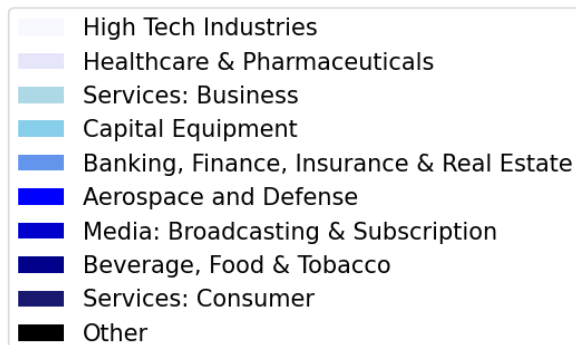 High Tech Industries
Healthcare & Pharmaceuticals
Services: Business
Capital Equipment
Banking, Finance, Insurance & Real Estate
Aerospace and Defense
Media: Broadcasting & Subscription
Beverage, Food & Tobacco
Services: Consumer
Other